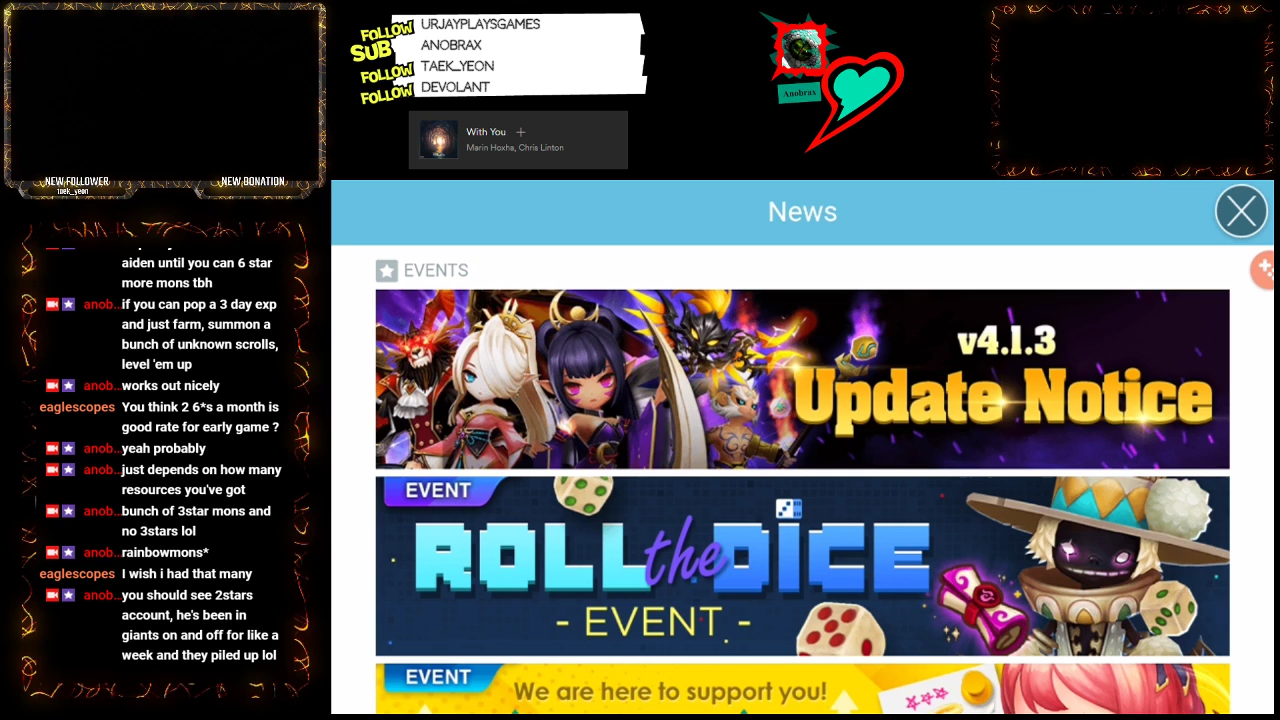 FOLLOW URJAYPLAYSGAMES
SUB ANOBRAX
FOLLOW TAEK_YEON
FOLLOW DEVOLANT
With You +
Marin Hoxha, Chris Linton
Anobrax
NEW FOLLOWER
taek_yeon
NEW DONATION
aiden until you can 6 star
more mons tbh
anob... if you can pop a 3 day exp
and just farm, summon a
bunch of unknown scrolls,
level 'em up
anob... works out nicely
eaglescopes You think 2 6*s a month is
good rate for early game ?
anob... yeah probably
anob... just depends on how many
resources you've got
anob... bunch of 3star mons and
no 3stars lol
anob... rainbowmons*
eaglescopes I wish i had that many
anob... you should see 2stars
account, he's been in
giants on and off for like a
week and they piled up lol
News
EVENTS
v4.1.3
Update Notice
EVENT
ROLL the DICE
- EVENT -
EVENT
We are here to support you!